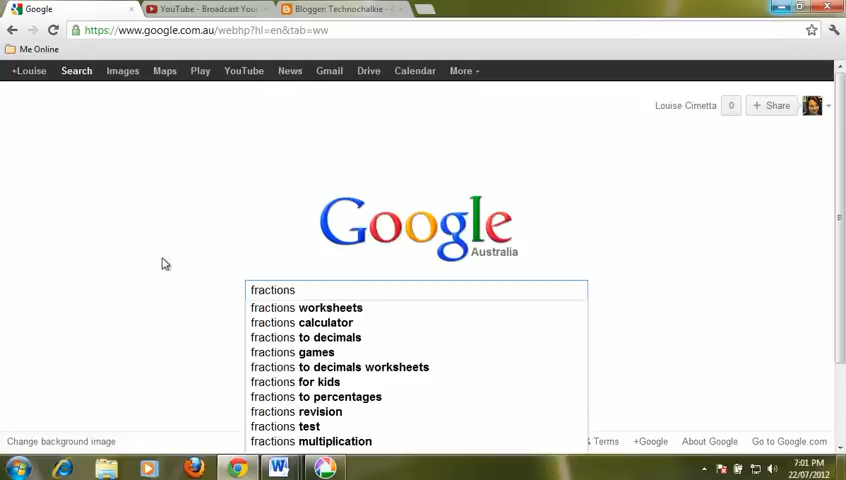 Google
YouTube - Broadcast You
Blogger: Technochalkie -
https://www.google.com.au/webhp?hl=en&tab=ww
Me Online
+Louise Search Images Maps Play YouTube News Gmail Drive Calendar More
Louise Cimetta 0 + Share
Google
Australia
fractions
fractions worksheets
fractions calculator
fractions to decimals
fractions games
fractions to decimals worksheets
fractions for kids
fractions to percentages
fractions revision
fractions test
fractions multiplication
Change background image & Terms +Google About Google Go to Google.com
W
7:01 PM
22/07/2012